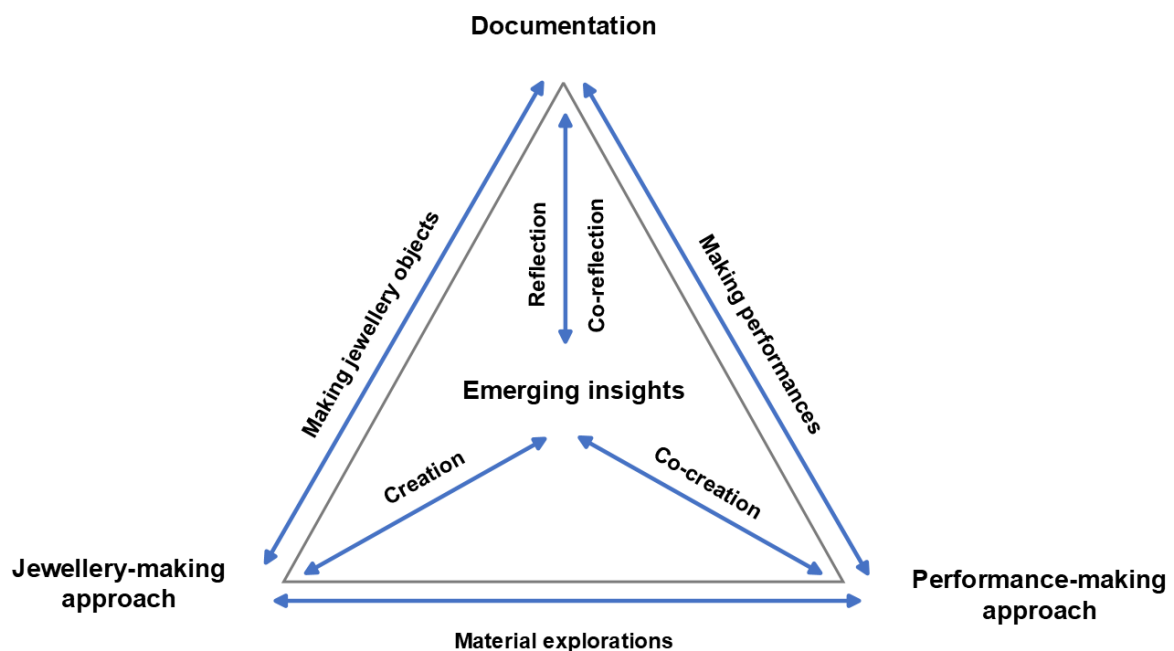 Documentation
Making jewellery objects
Reflection
Co-reflection
Making performances
Emerging insights
Creation
Co-creation
Jewellery-making
approach
Performance-making
approach
Material explorations